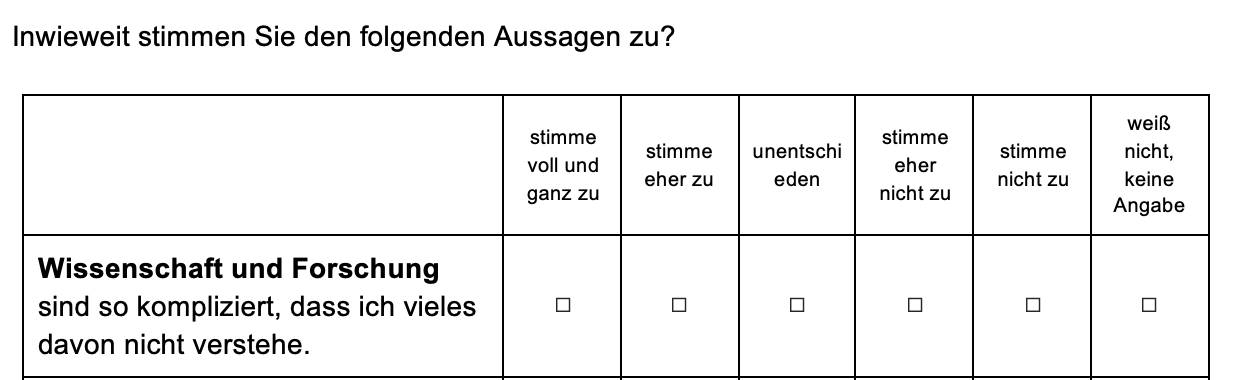 Inwieweit stimmen Sie den folgenden Aussagen zu?
stimme
voll und
ganz zu
stimme
eher zu
unentschi
eden
stimme
eher
nicht zu
stimme
nicht zu
weiß
nicht,
keine
Angabe
Wissenschaft und Forschung
sind so kompliziert, dass ich vieles
davon nicht verstehe.